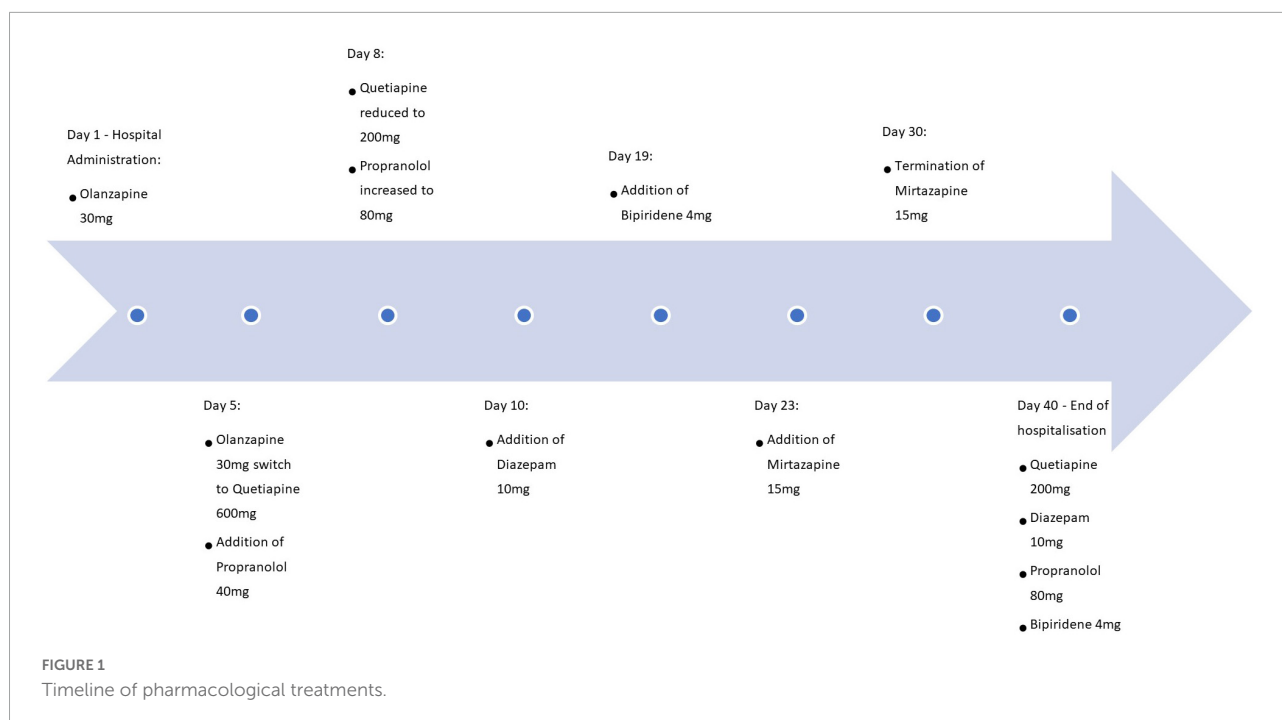 Day 1 - Hospital
Administration:
● Olanzapine
30mg
Day 5:
● Olanzapine
30mg switch
to Quetiapine
600mg
● Addition of
Propranolol
40mg
Day 8:
● Quetiapine
reduced to
200mg
● Propranolol
increased to
80mg
Day 10:
● Addition of
Diazepam
10mg
Day 19:
● Addition of
Bipiridene 4mg
Day 23:
● Addition of
Mirtazapine
15mg
Day 30:
● Termination of
Mirtazapine
15mg
Day 40 - End of
hospitalisation
● Quetiapine
200mg
● Diazepam
10mg
● Propranolol
80mg
● Bipiridene 4mg
FIGURE 1
Timeline of pharmacological treatments.